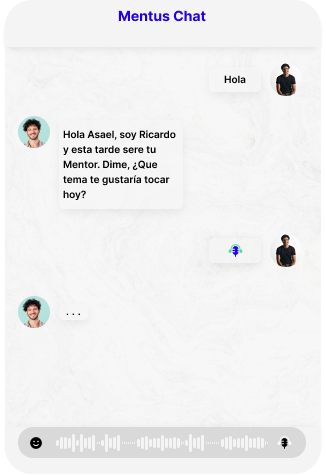 Mentus Chat
Hola
Hola Asael, soy Ricardo
y esta tarde sere tu
Mentor. Dime, ¿Que
tema te gustaría tocar
hoy?
. . .